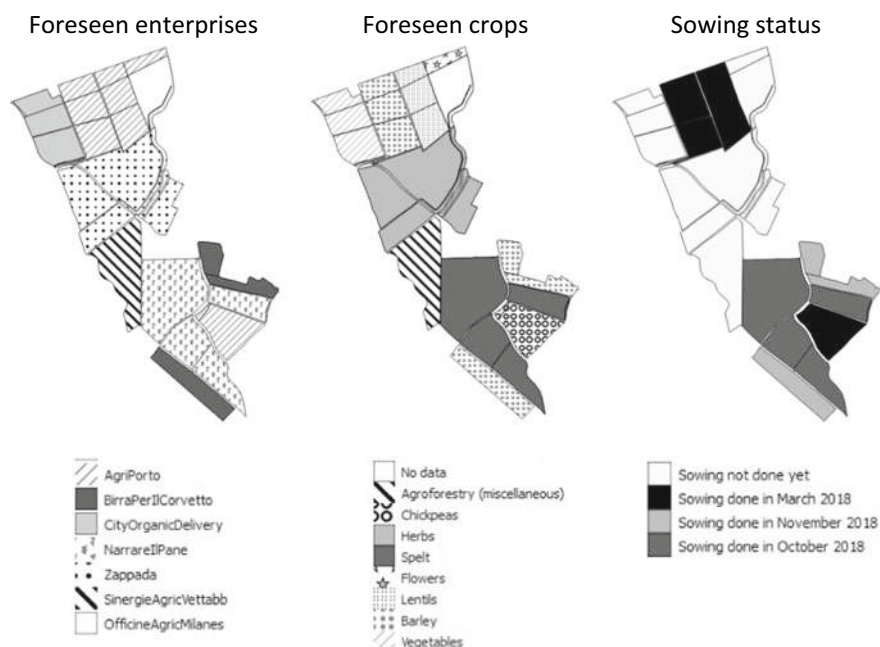 Foreseen enterprises
Foreseen crops
Sowing status
AgriPorto
BirraPerIlCorvetto
CityOrganicDelivery
NarrareIlPane
Zappada
SinergieAgricVettabb
OfficineAgricMilanes
No data
Agroforestry (miscellaneous)
Chickpeas
Herbs
Spelt
Flowers
Lentils
Barley
Vegetables
Sowing not done yet
Sowing done in March 2018
Sowing done in November 2018
Sowing done in October 2018